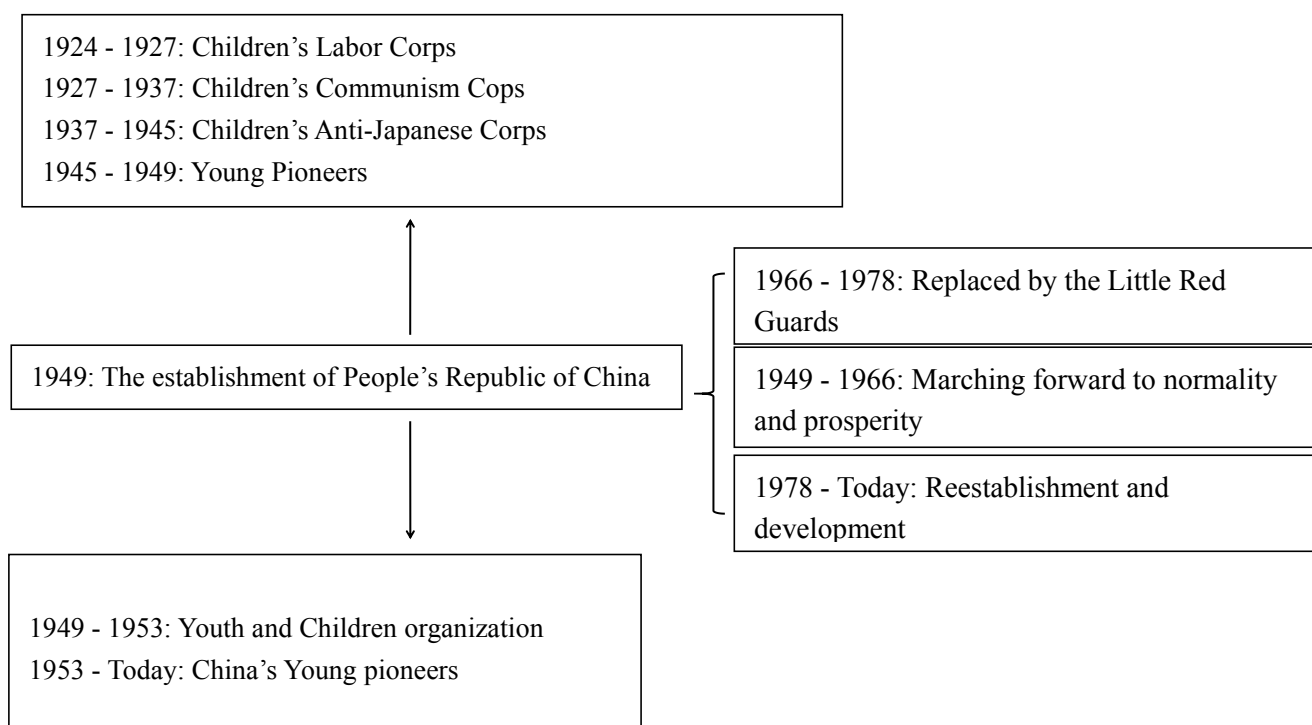 1924 - 1927: Children’s Labor Corps
1927 - 1937: Children’s Communism Cops
1937 - 1945: Children’s Anti-Japanese Corps
1945 - 1949: Young Pioneers
1949: The establishment of People’s Republic of China
1966 - 1978: Replaced by the Little Red
Guards
1949 - 1966: Marching forward to normality
and prosperity
1978 - Today: Reestablishment and
development
1949 - 1953: Youth and Children organization
1953 - Today: China’s Young pioneers